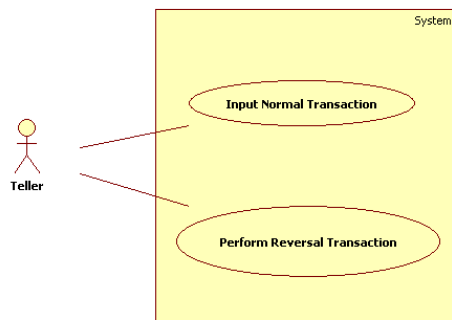 System
Input Normal Transaction
Teller
Perform Reversal Transaction